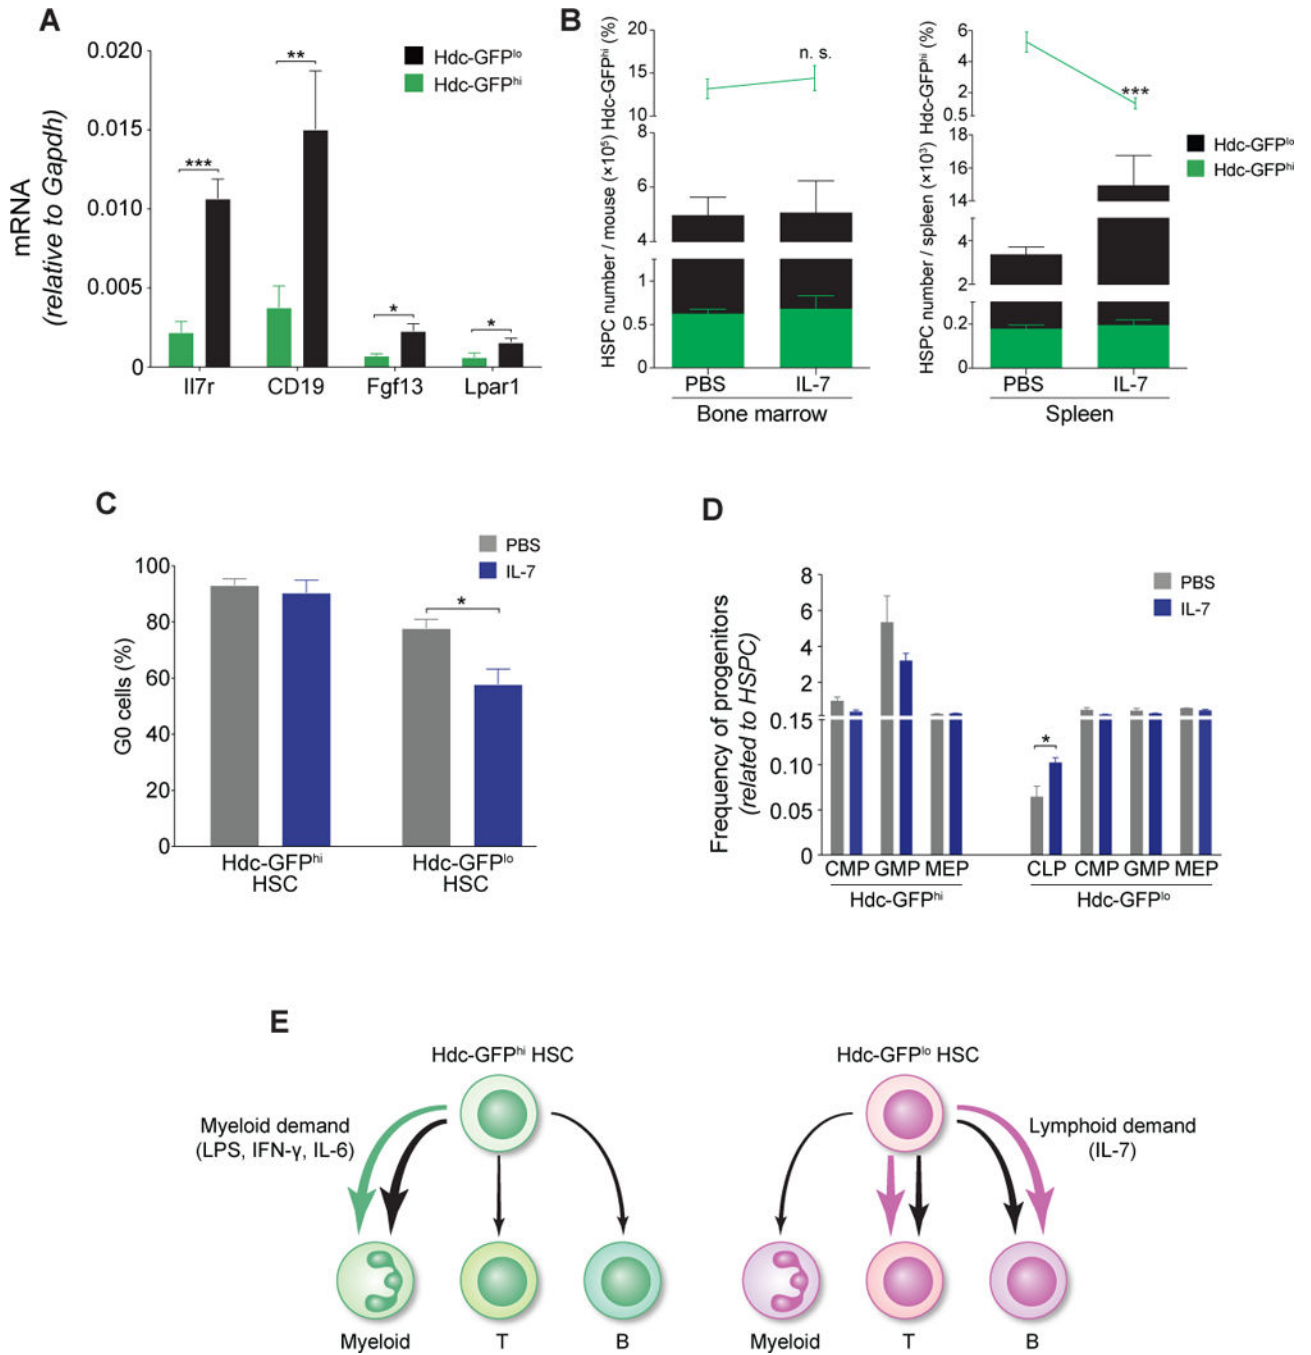 A
mRNA
(relative to Gapdh)
0.020
0.015
0.010
0.005
0
***
**
*
*
Hdc-GFPlo
Hdc-GFPhi
Il7r CD19 Fgf13 Lpar1
B
HSPC number / mouse (×10⁵) Hdc-GFPhi (%)
20
15
10
8
6
4
1
0.5
0
n. s.
PBS IL-7
Bone marrow
HSPC number / spleen (×10³) Hdc-GFPhi (%)
6
4
2
0.5
18
16
14
4
2
0.2
0
***
PBS IL-7
Spleen
Hdc-GFPlo
Hdc-GFPhi
C
G0 cells (%)
100
80
60
40
20
0
PBS
IL-7
*
Hdc-GFPhi
HSC
Hdc-GFPlo
HSC
D
Frequency of progenitors
(related to HSPC)
8
6
4
2
0.15
0.10
0.05
0
PBS
IL-7
*
CMP GMP MEP
Hdc-GFPhi
CLP CMP GMP MEP
Hdc-GFPlo
E
Hdc-GFPhi HSC
Myeloid demand
(LPS, IFN-γ, IL-6)
Myeloid T B
Hdc-GFPlo HSC
Lymphoid demand
(IL-7)
Myeloid T B